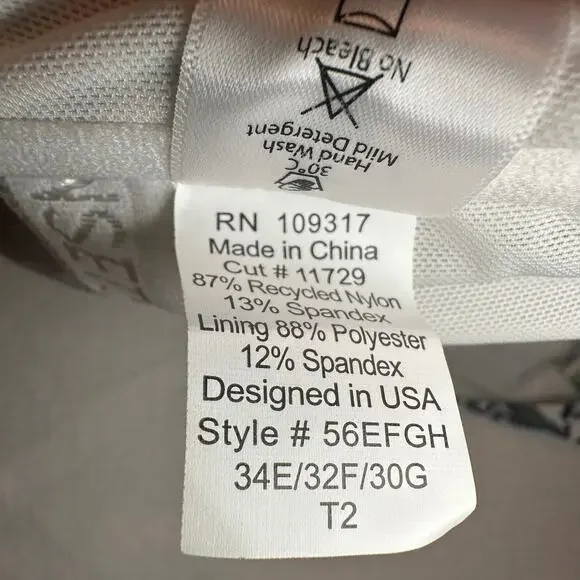 No Bleach
Mild Detergent
Hand Wash
30°C
RN 109317
Made in China
Cut # 11729
87% Recycled Nylon
13% Spandex
Lining 88% Polyester
12% Spandex
Designed in USA
Style # 56EFGH
34E/32F/30G
T2